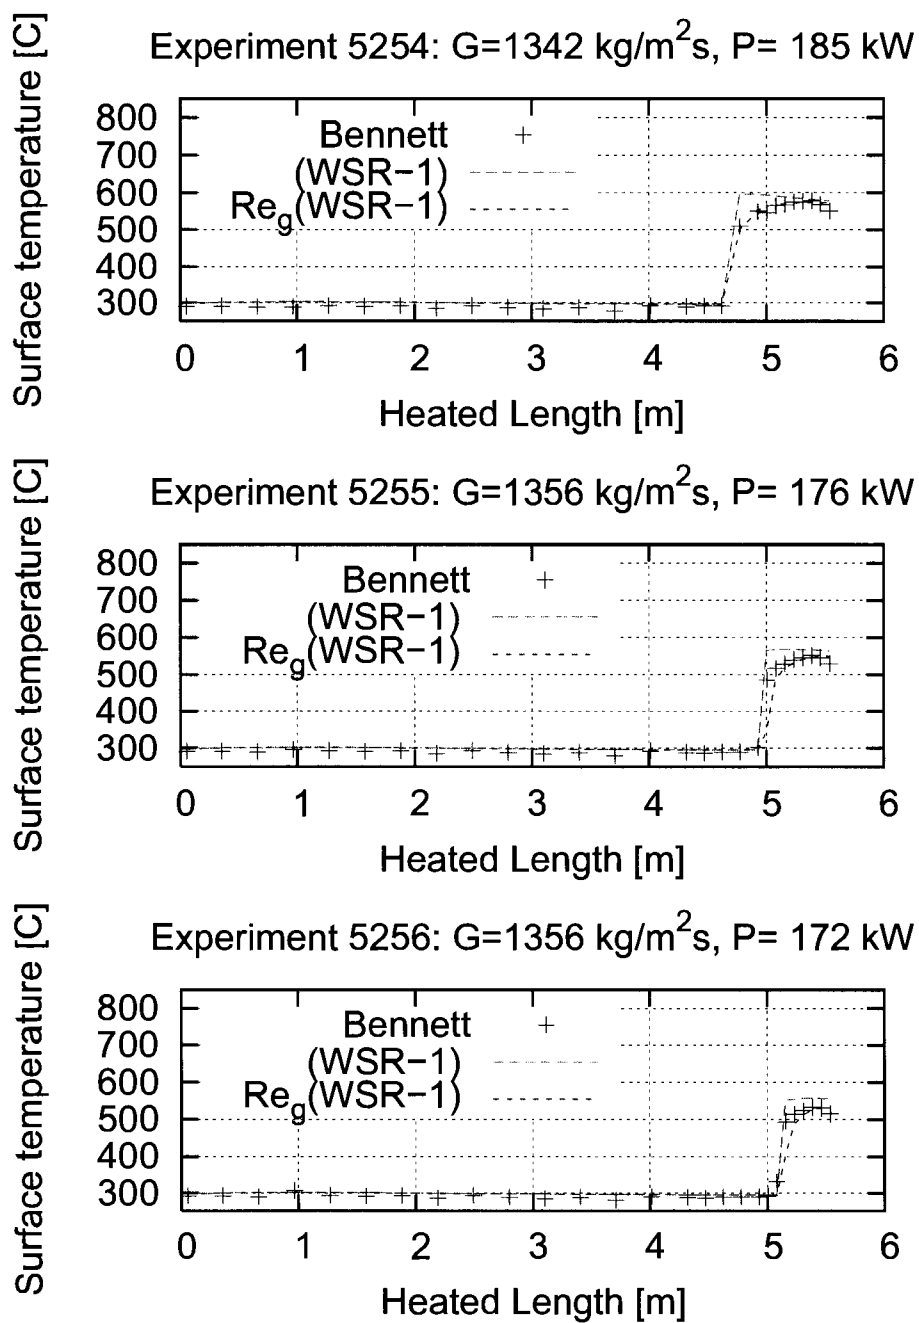 Experiment 5254: G=1342 kg/m²s, P= 185 kW
Surface temperature [C]
800
700
600
500
400
300
Bennett
(WSR−1)
Re_g(WSR−1)
0 1 2 3 4 5 6
Heated Length [m]
Experiment 5255: G=1356 kg/m²s, P= 176 kW
Surface temperature [C]
800
700
600
500
400
300
Bennett
(WSR−1)
Re_g(WSR−1)
0 1 2 3 4 5 6
Heated Length [m]
Experiment 5256: G=1356 kg/m²s, P= 172 kW
Surface temperature [C]
800
700
600
500
400
300
Bennett
(WSR−1)
Re_g(WSR−1)
0 1 2 3 4 5 6
Heated Length [m]